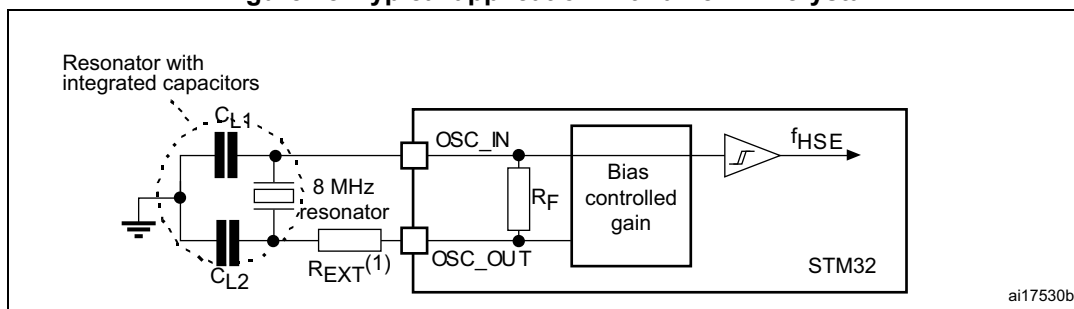 Resonator with
integrated capacitors
CL1
OSC_IN
fHSE
8 MHz
resonator
RF
Bias
controlled
gain
REXT(1)
OSC_OUT
CL2
STM32
ai17530b